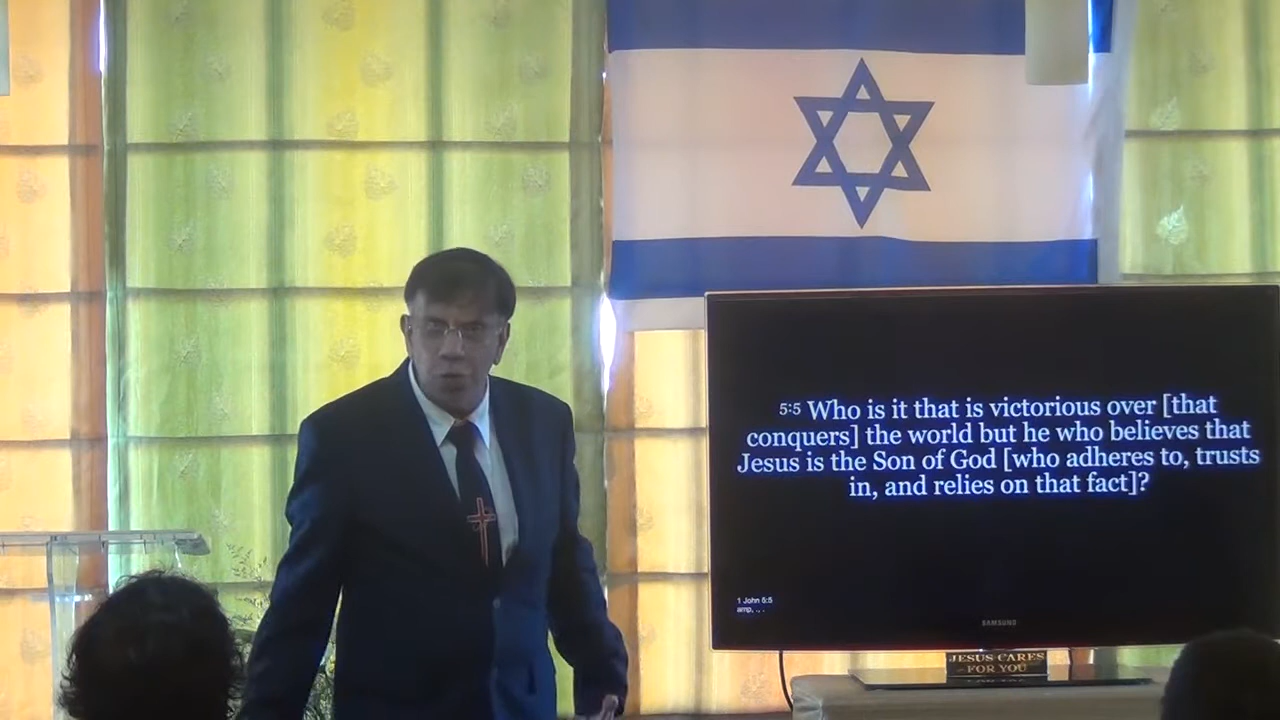 5:5 Who is it that is victorious over [that
conquers] the world but he who believes that
Jesus is the Son of God [who adheres to, trusts
in, and relies on that fact]?
1 John 5:5
amp, ., .
SAMSUNG
JESUS CARES
FOR YOU